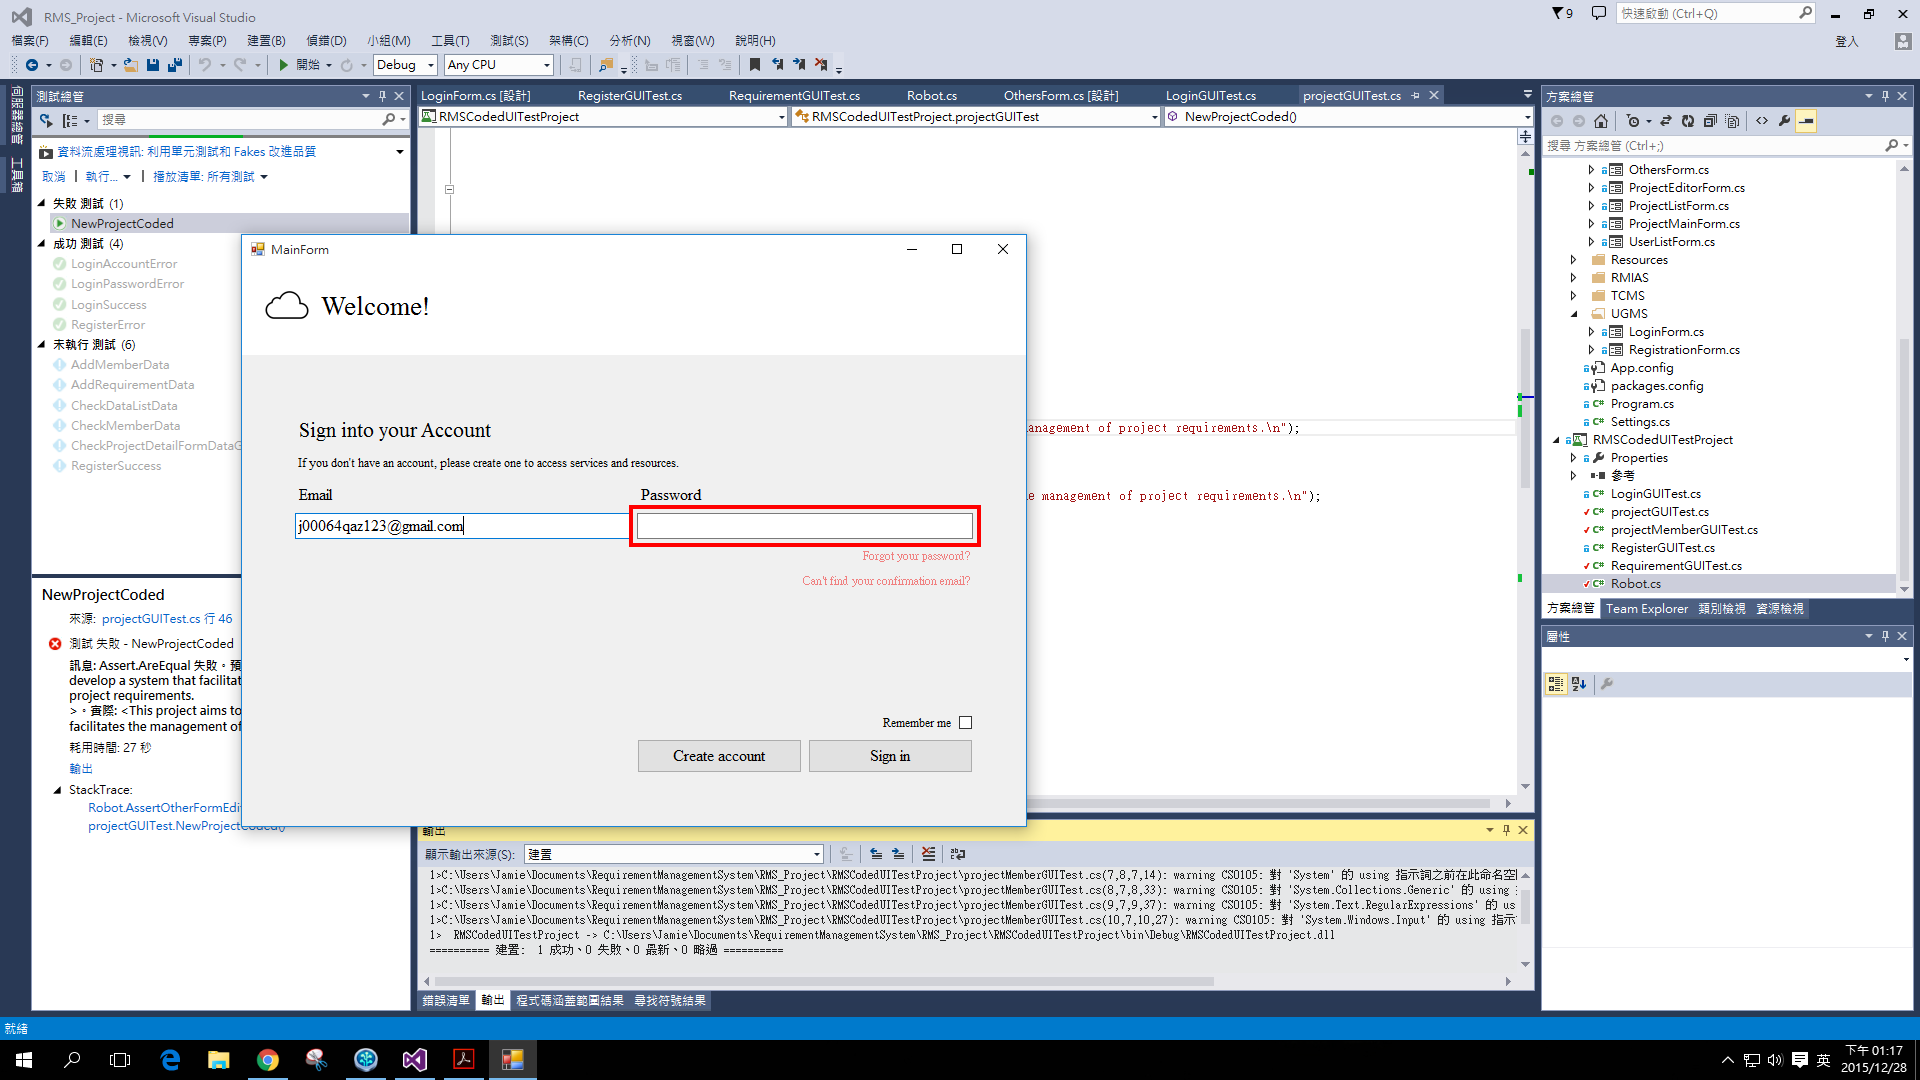 RMS_Project - Microsoft Visual Studio
9
快速啟動 (Ctrl+Q)
檔案(F) 編輯(E) 檢視(V) 專案(P) 建置(B) 偵錯(D) 小組(M) 工具(T) 測試(S) 架構(C) 分析(N) 視窗(W) 說明(H)
登入
開始 Debug Any CPU
伺服器總管
工具箱
測試總管
搜尋
資料流處理視訊: 利用單元測試和 Fakes 改進品質
取消 執行... 播放清單: 所有測試
失敗 測試 (1)
NewProjectCoded
成功 測試 (4)
LoginAccountError
LoginPasswordError
LoginSuccess
RegisterError
未執行 測試 (6)
AddMemberData
AddRequirementData
CheckDataListData
CheckMemberData
CheckProjectDetailFormDataG
RegisterSuccess
NewProjectCoded
來源: projectGUITest.cs 行 46
測試 失敗 - NewProjectCoded
訊息: Assert.AreEqual 失敗。預
develop a system that facilitat
project requirements.
>。實際: <This project aims to
facilitates the management of
耗用時間: 27 秒
輸出
StackTrace:
Robot.AssertOtherFormEdi
projectGUITest.NewProjectCoded()
LoginForm.cs [設計] RegisterGUITest.cs RequirementGUITest.cs Robot.cs OthersForm.cs [設計] LoginGUITest.cs projectGUITest.cs
RMSCodedUITestProject RMSCodedUITestProject.projectGUITest NewProjectCoded()
anagement of project requirements.\n");
e management of project requirements.\n");
MainForm
Welcome!
Sign into your Account
If you don't have an account, please create one to access services and resources.
Email Password
j00064qaz123@gmail.com
Forgot your password?
Can't find your confirmation email?
Remember me
Create account Sign in
輸出
顯示輸出來源(S): 建置
1>C:\Users\Jamie\Documents\RequirementManagementSystem\RMS_Project\RMSCodedUITestProject\projectMemberGUITest.cs(7,8,7,14): warning CS0105: 對 'System' 的 using 指示詞之前在此命名空
1>C:\Users\Jamie\Documents\RequirementManagementSystem\RMS_Project\RMSCodedUITestProject\projectMemberGUITest.cs(8,7,8,33): warning CS0105: 對 'System.Collections.Generic' 的 using
1>C:\Users\Jamie\Documents\RequirementManagementSystem\RMS_Project\RMSCodedUITestProject\projectMemberGUITest.cs(9,7,9,37): warning CS0105: 對 'System.Text.RegularExpressions' 的 us
1>C:\Users\Jamie\Documents\RequirementManagementSystem\RMS_Project\RMSCodedUITestProject\projectMemberGUITest.cs(10,7,10,27): warning CS0105: 對 'System.Windows.Input' 的 using 指示
1> RMSCodedUITestProject -> C:\Users\Jamie\Documents\RequirementManagementSystem\RMS_Project\RMSCodedUITestProject\bin\Debug\RMSCodedUITestProject.dll
========== 建置: 1 成功、0 失敗、0 最新、0 略過 ==========
錯誤清單 輸出 程式碼涵蓋範圍結果 尋找符號結果
方案總管
搜尋 方案總管 (Ctrl+;)
OthersForm.cs
ProjectEditorForm.cs
ProjectListForm.cs
ProjectMainForm.cs
UserListForm.cs
Resources
RMIAS
TCMS
UGMS
LoginForm.cs
RegistrationForm.cs
App.config
packages.config
Program.cs
Settings.cs
RMSCodedUITestProject
Properties
參考
LoginGUITest.cs
projectGUITest.cs
projectMemberGUITest.cs
RegisterGUITest.cs
RequirementGUITest.cs
Robot.cs
方案總管 Team Explorer 類別檢視 資源檢視
屬性
就緒
英
下午 01:17
2015/12/28